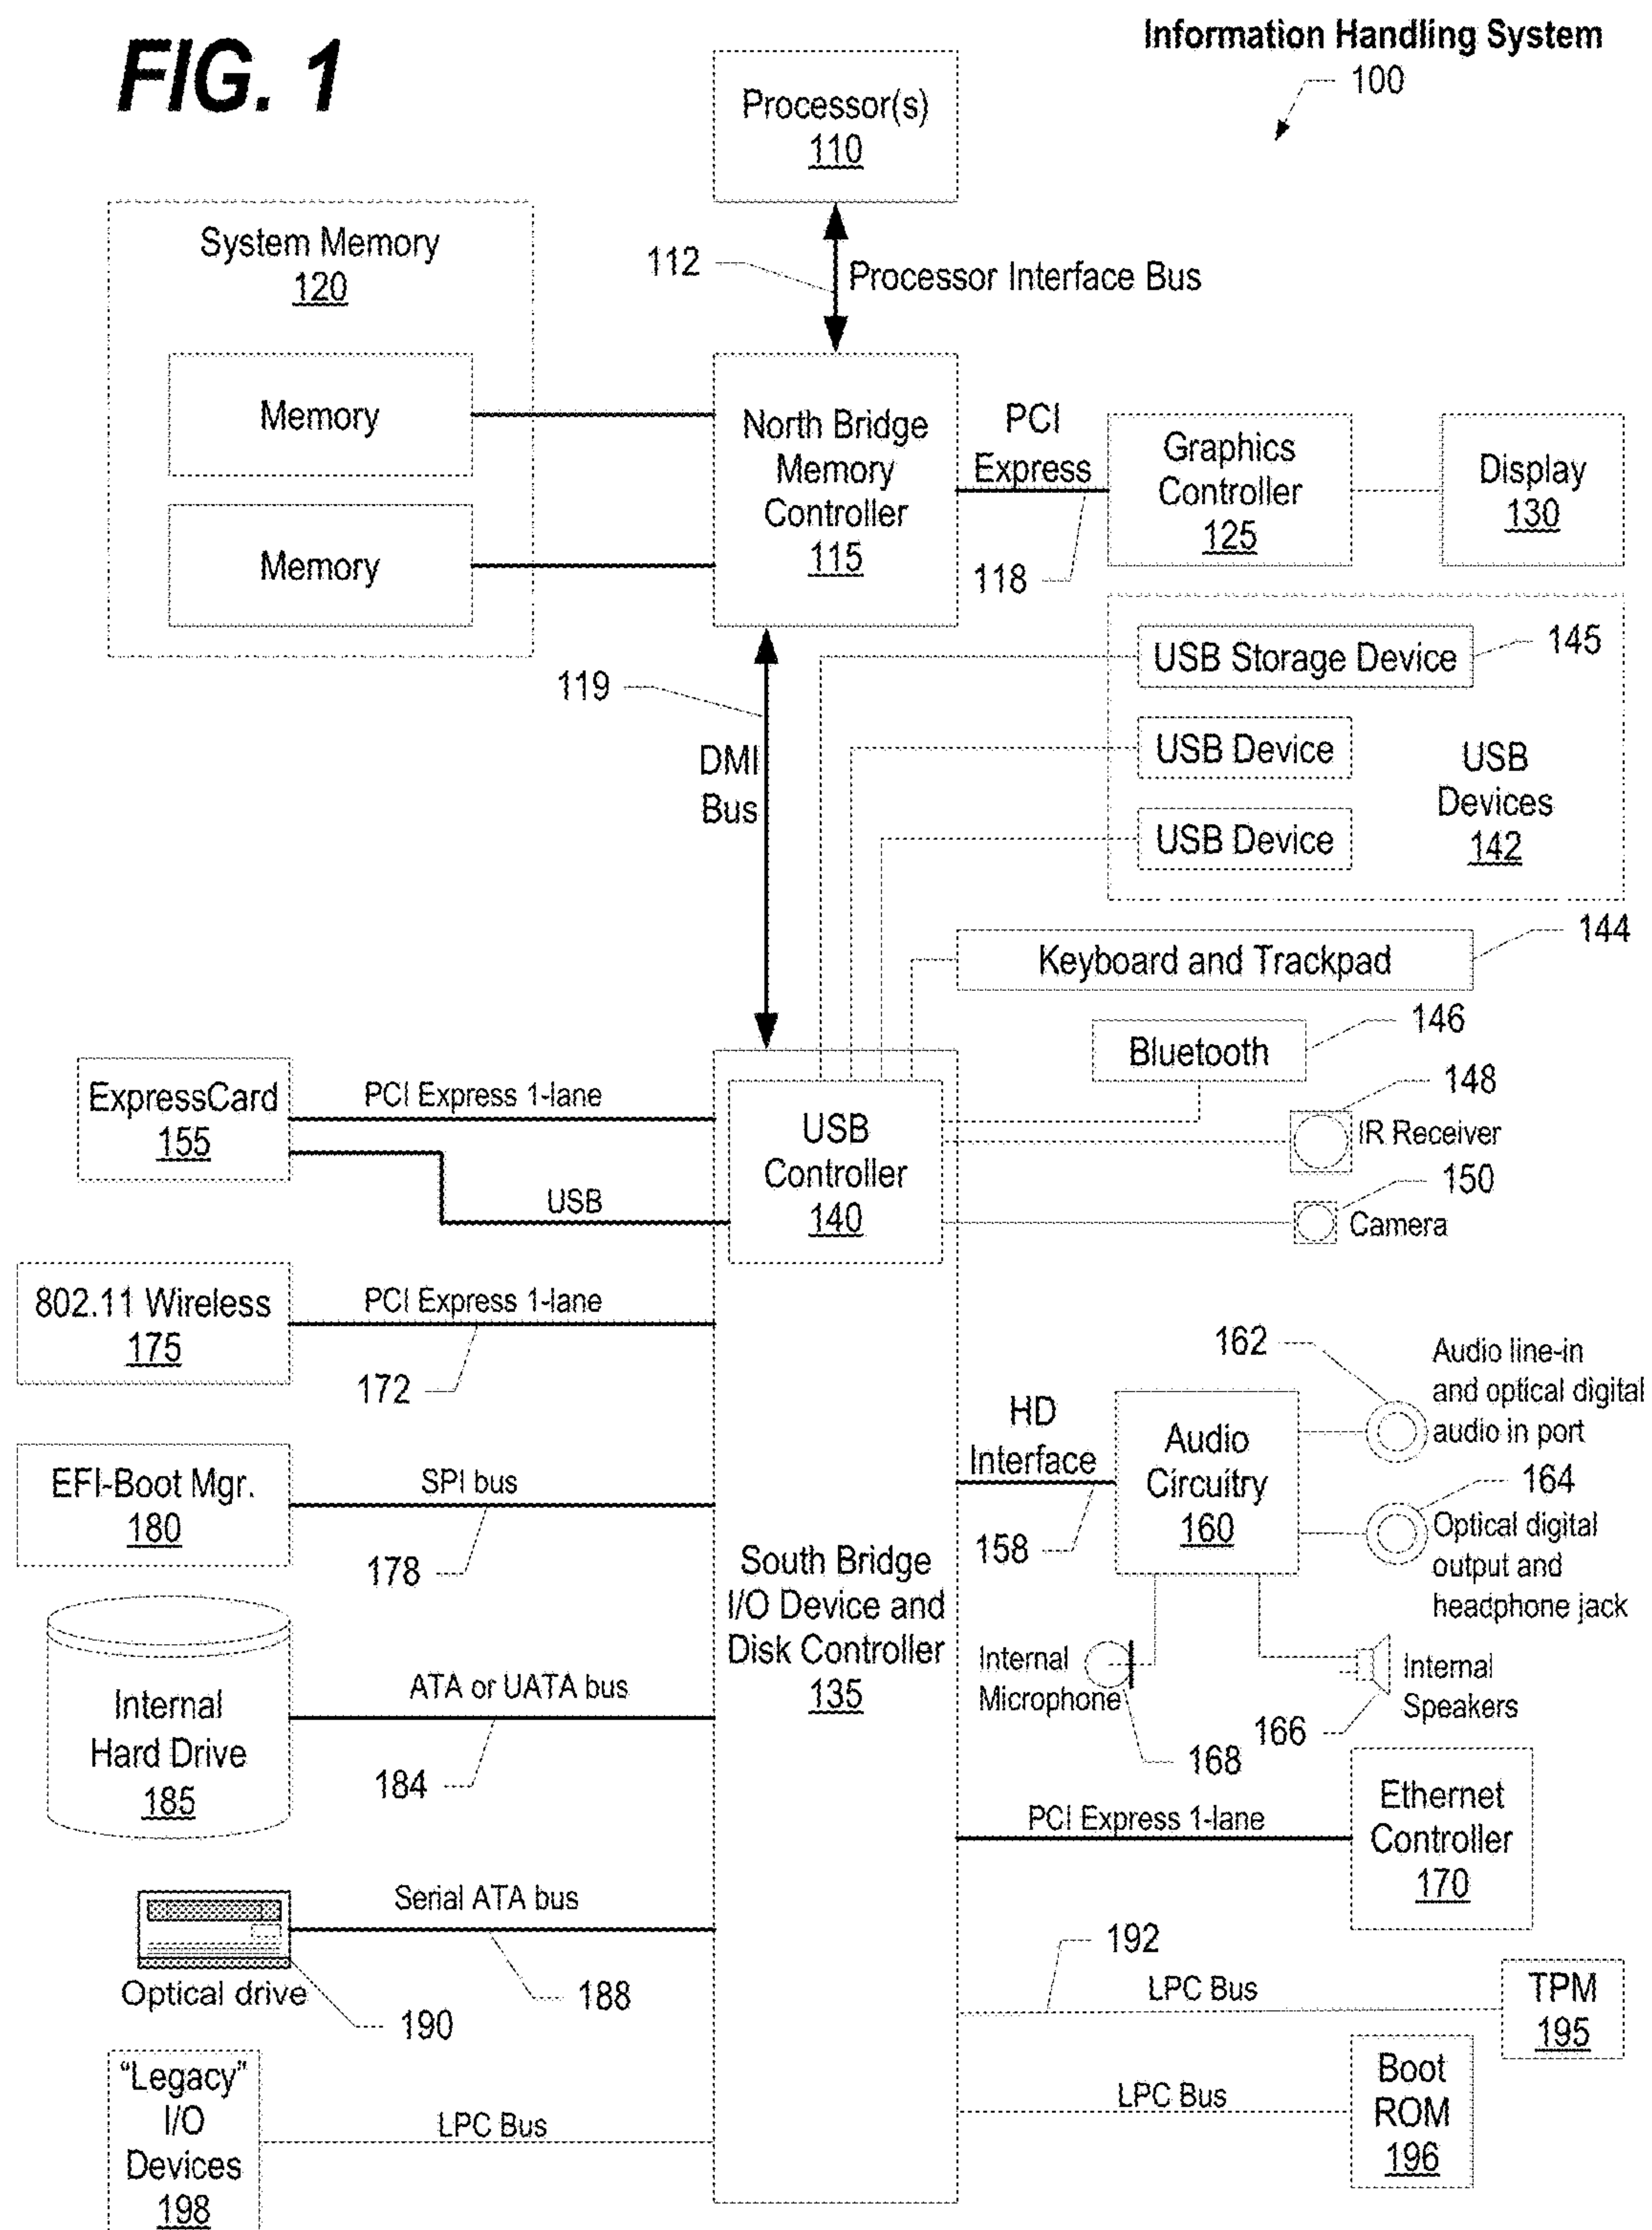 FIG. 1
Information Handling System
100
Processor(s)
110
System Memory
120
112
Processor Interface Bus
Memory
Memory
North Bridge
Memory
Controller
115
PCI
Express
118
Graphics
Controller
125
Display
130
119
DMI
Bus
USB Storage Device
145
USB Device
USB Device
USB
Devices
142
144
Keyboard and Trackpad
146
Bluetooth
148
IR Receiver
150
Camera
ExpressCard
155
PCI Express 1-lane
USB
USB
Controller
140
802.11 Wireless
175
PCI Express 1-lane
172
EFI-Boot Mgr.
180
SPI bus
178
Internal
Hard Drive
185
ATA or UATA bus
184
South Bridge
I/O Device and
Disk Controller
135
HD
Interface
158
Audio
Circuitry
160
162
Audio line-in
and optical digital
audio in port
164
Optical digital
output and
headphone jack
Internal
Microphone
168
166
Internal
Speakers
PCI Express 1-lane
Ethernet
Controller
170
Serial ATA bus
188
Optical drive
190
192
LPC Bus
TPM
195
LPC Bus
Boot
ROM
196
"Legacy"
I/O
Devices
198
LPC Bus